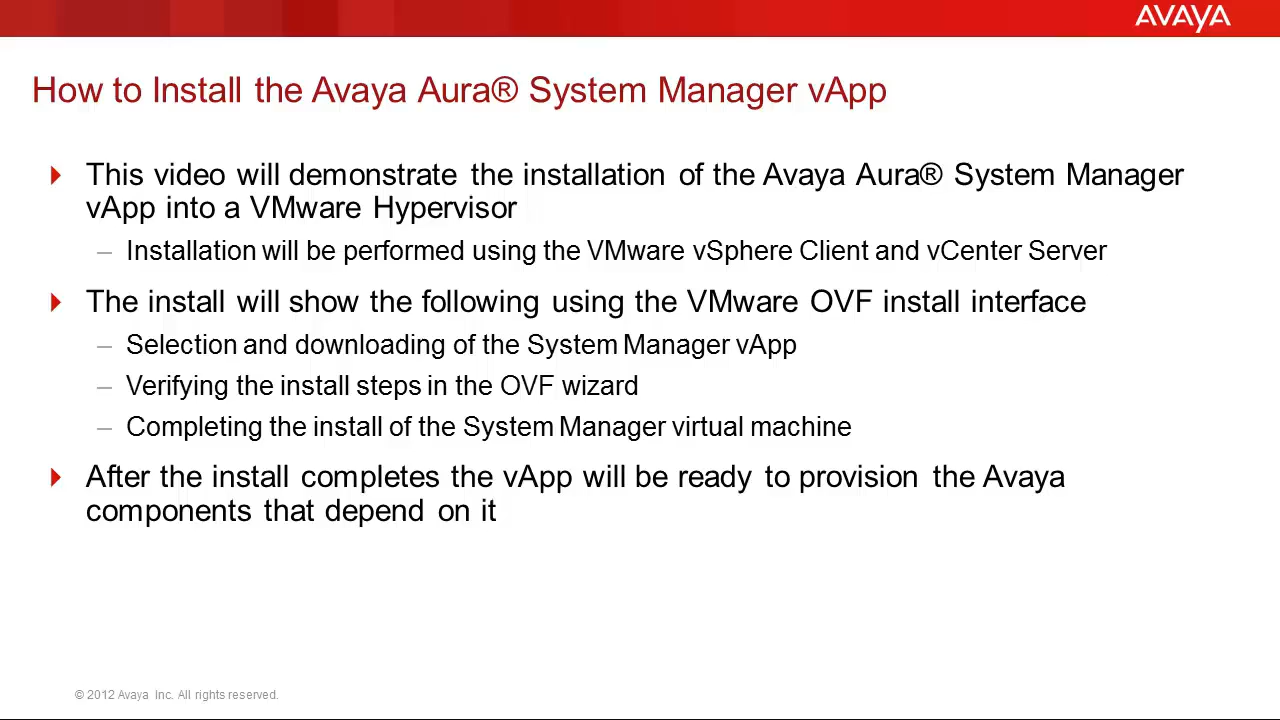 AVAYA
How to Install the Avaya Aura® System Manager vApp
This video will demonstrate the installation of the Avaya Aura® System Manager
vApp into a VMware Hypervisor
– Installation will be performed using the VMware vSphere Client and vCenter Server
The install will show the following using the VMware OVF install interface
– Selection and downloading of the System Manager vApp
– Verifying the install steps in the OVF wizard
– Completing the install of the System Manager virtual machine
After the install completes the vApp will be ready to provision the Avaya
components that depend on it
© 2012 Avaya Inc. All rights reserved.